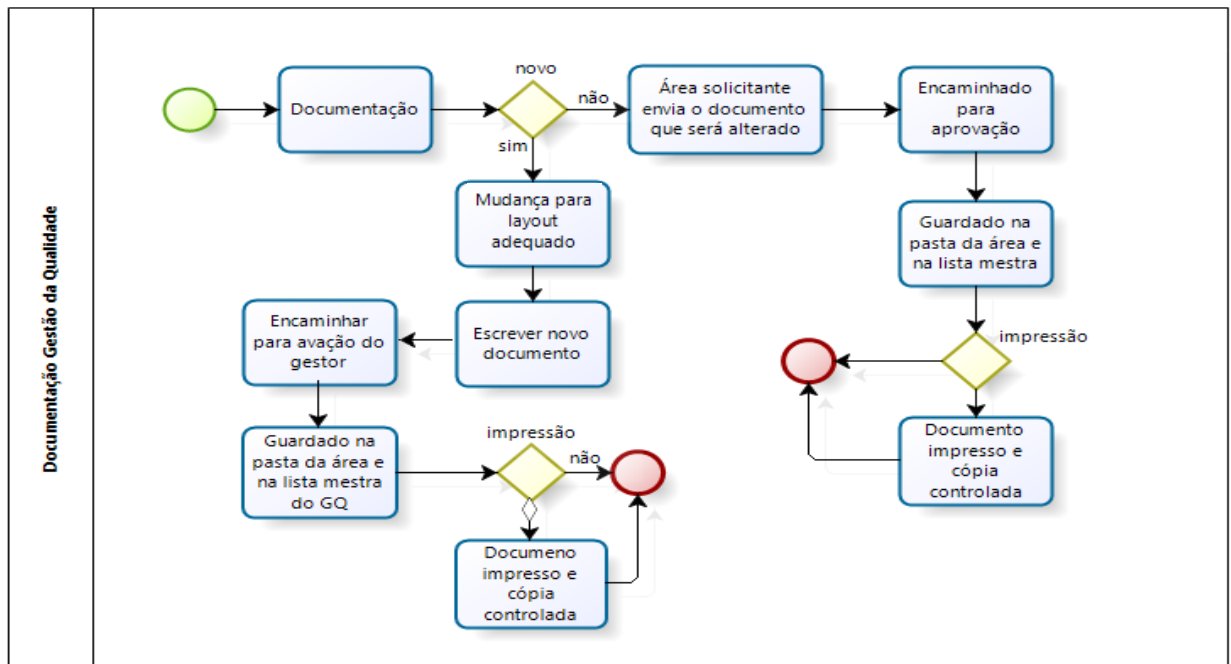 Documentação Gestão da Qualidade
novo
Documentação
não
sim
Área solicitante
envia o documento
que será alterado
Encaminhado
para
aprovação
Mudança para
layout
adequado
Guardado na
pasta da área e
na lista mestra
Encaminhar
para avação do
gestor
Escrever novo
documento
impressão
Guardado na
pasta da área e
na lista mestra
do GQ
impressão
não
Documento
impresso e
cópia
controlada
Documeno
impresso e
cópia
controlada